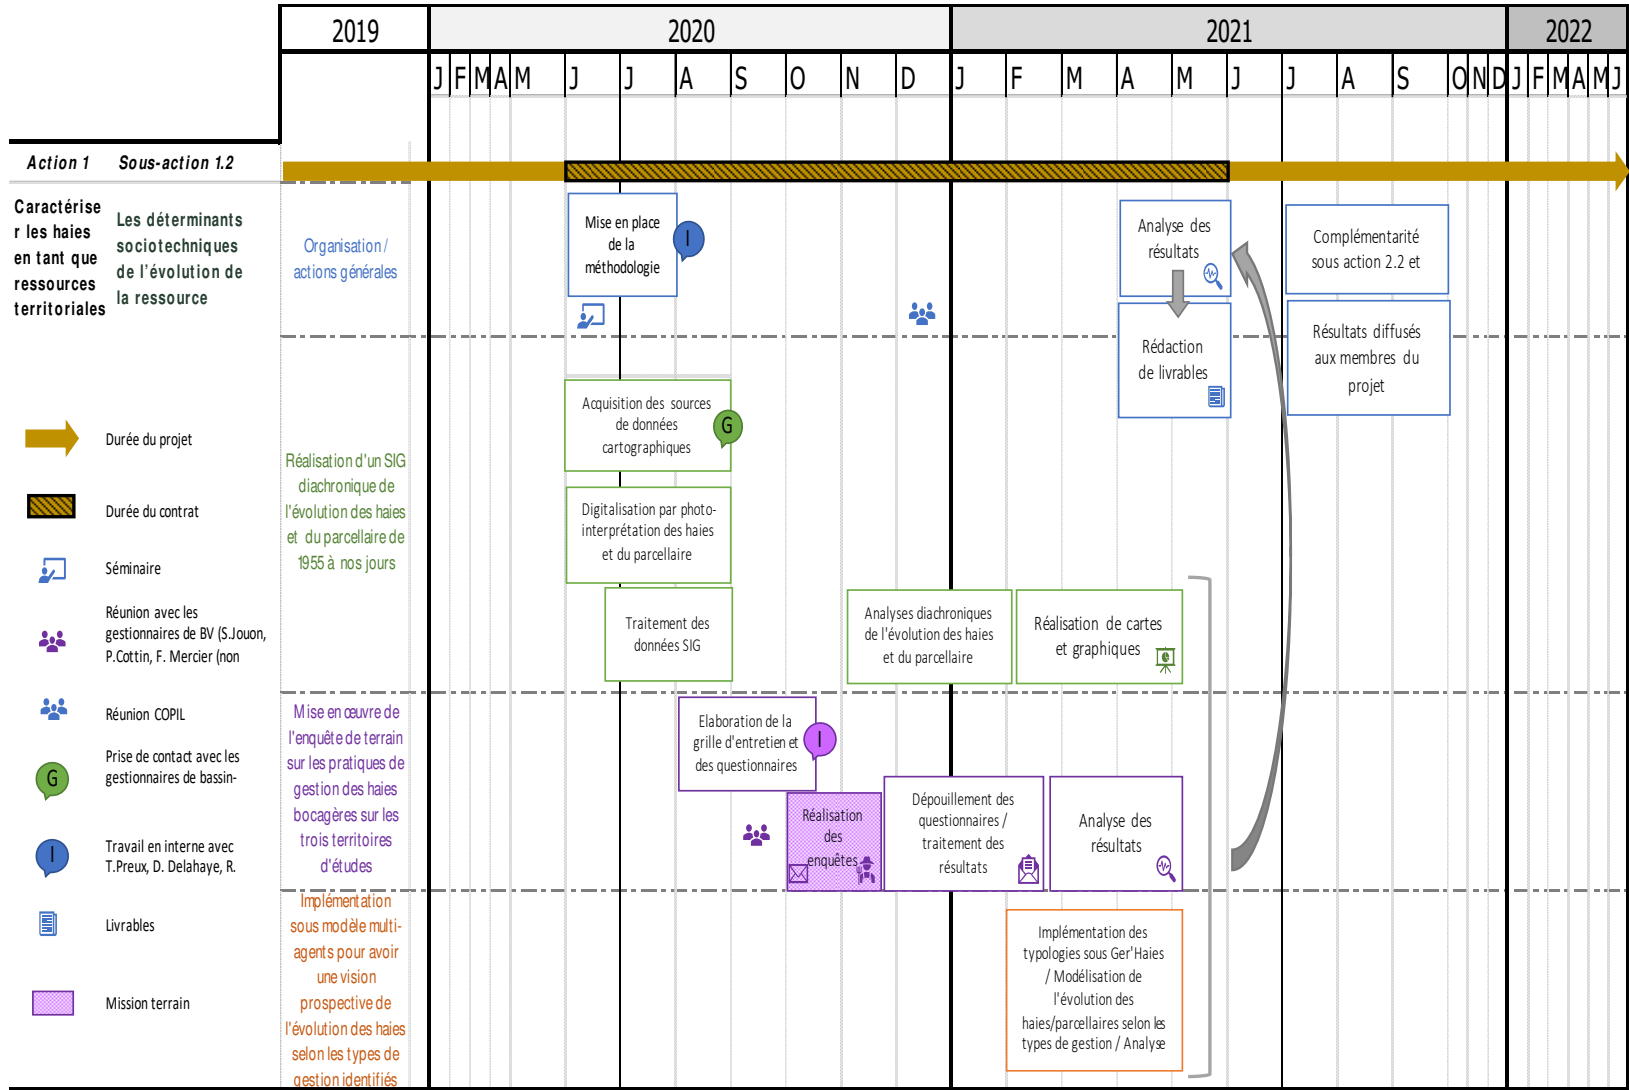 2019 2020 2021 2022
J F M A M J J A S O N D J F M A M J J A S O N D J F M A M J
Action 1 Sous-action 1.2
Caractérise
r les haies
en tant que
ressources
territoriales
Les déterminants
sociotechniques
de l'évolution de
la ressource
Organisation /
actions générales
Mise en place
de la
méthodologie
I
Analyse des
résultats
Rédaction
de livrables
Complémentarité
sous action 2.2 et
Résultats diffusés
aux membres du
projet
Durée du projet
Durée du contrat
Séminaire
Réunion avec les
gestionnaires de BV (S.Jouon,
P.Cottin, F. Mercier (non
Réunion COPIL
G
Prise de contact avec les
gestionnaires de bassin-
I
Travail en interne avec
T.Preux, D. Delahaye, R.
Livrables
Mission terrain
Réalisation d'un SIG
diachronique de
l'évolution des haies
et du parcellaire de
1955 à nos jours
Acquisition des sources
de données
cartographiques
G
Digitalisation par photo-
interprétation des haies
et du parcellaire
Traitement des
données SIG
Analyses diachroniques
de l'évolution des haies
et du parcellaire
Réalisation de cartes
et graphiques
Mise en œuvre de
l'enquête de terrain
sur les pratiques de
gestion des haies
bocagères sur les
trois territoires
d'études
Elaboration de la
grille d'entretien et
des questionnaires
I
Réalisation
des
enquêtes
Dépouillement des
questionnaires /
traitement des
résultats
Analyse des
résultats
Implémentation
sous modèle multi-
agents pour avoir
une vision
prospective de
l'évolution des haies
selon les types de
gestion identifiés
Implémentation des
typologies sous Ger'Haies
/ Modélisation de
l'évolution des
haies/parcellaires selon les
types de gestion / Analyse